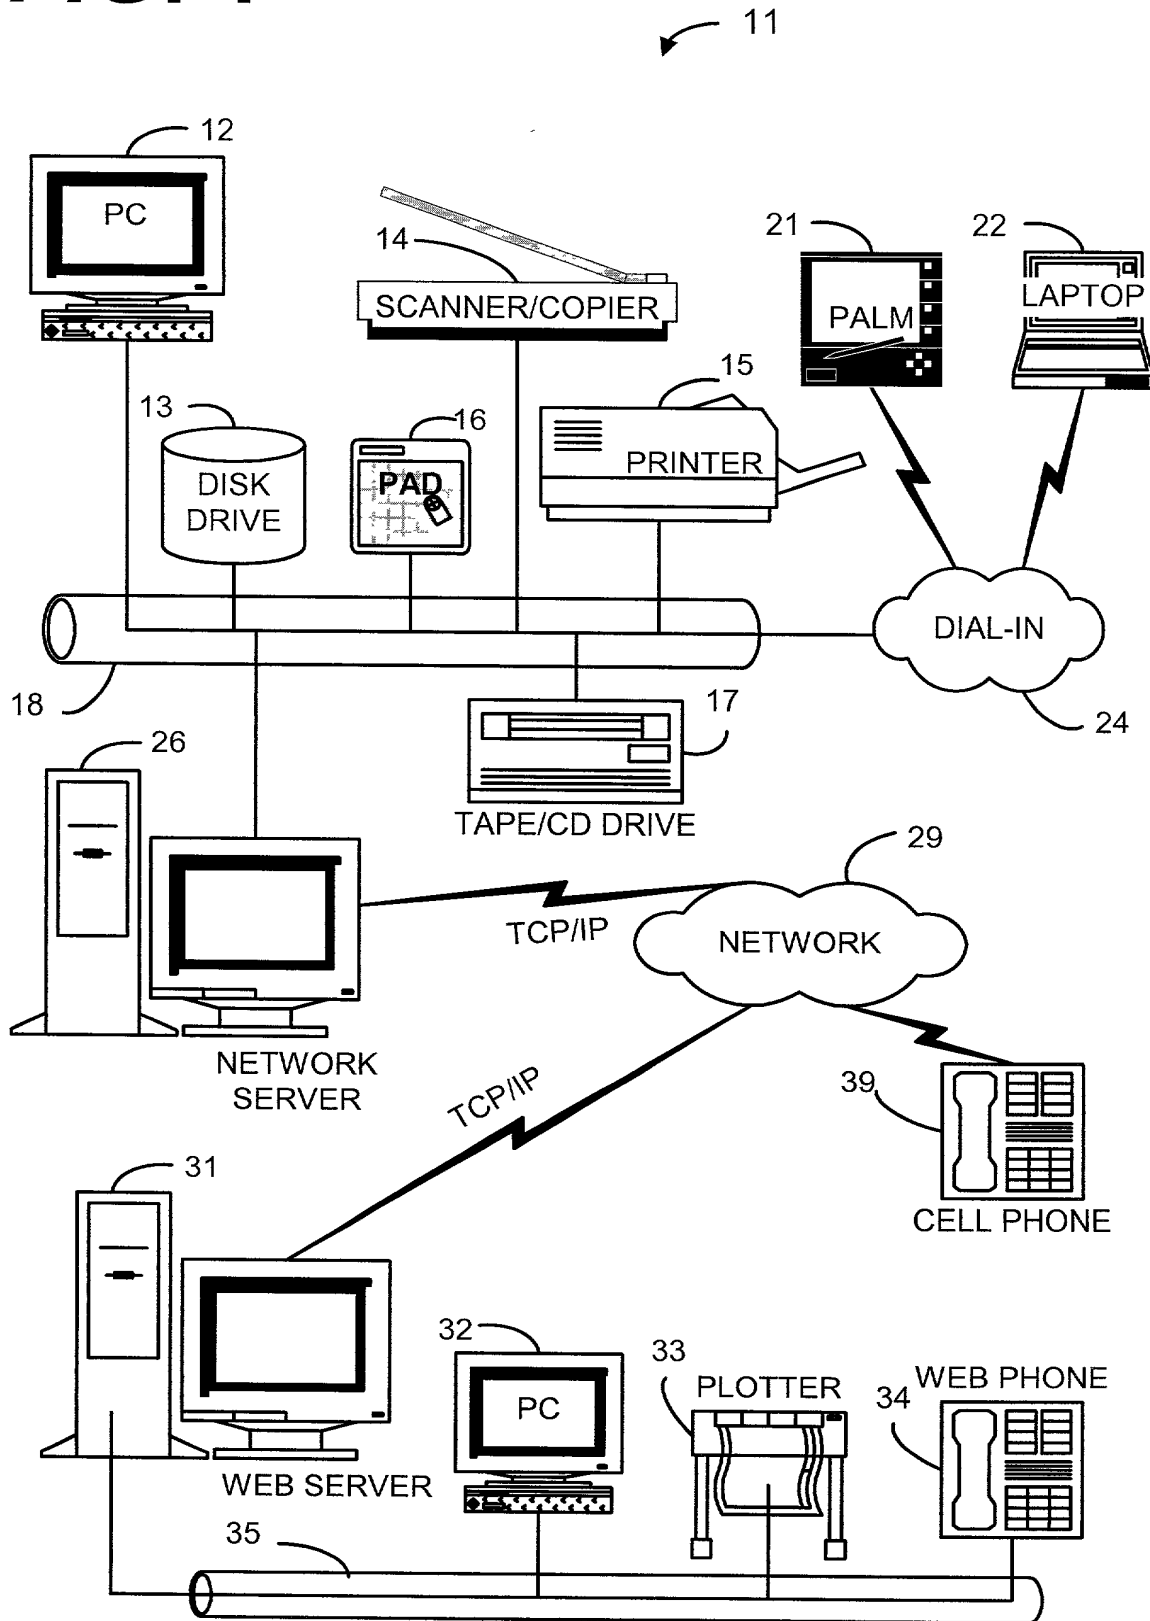 11
12
PC
14
SCANNER/COPIER
21
PALM
22
LAPTOP
13
DISK
DRIVE
16
PAD
15
PRINTER
18
DIAL-IN
24
17
TAPE/CD DRIVE
26
NETWORK
SERVER
TCP/IP
29
NETWORK
TCP/IP
39
CELL PHONE
31
WEB SERVER
32
PC
33
PLOTTER
WEB PHONE
34
35